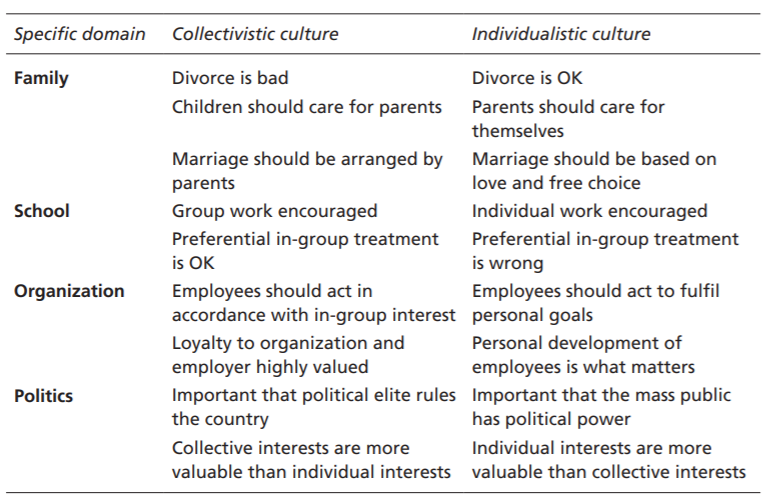 Specific domain Collectivistic culture Individualistic culture
Family Divorce is bad Divorce is OK
Children should care for parents Parents should care for
themselves
Marriage should be arranged by Marriage should be based on
parents love and free choice
School Group work encouraged Individual work encouraged
Preferential in-group treatment Preferential in-group treatment
is OK is wrong
Organization Employees should act in Employees should act to fulfil
accordance with in-group interest personal goals
Loyalty to organization and Personal development of
employer highly valued employees is what matters
Politics Important that political elite rules Important that the mass public
the country has political power
Collective interests are more Individual interests are more
valuable than individual interests valuable than collective interests